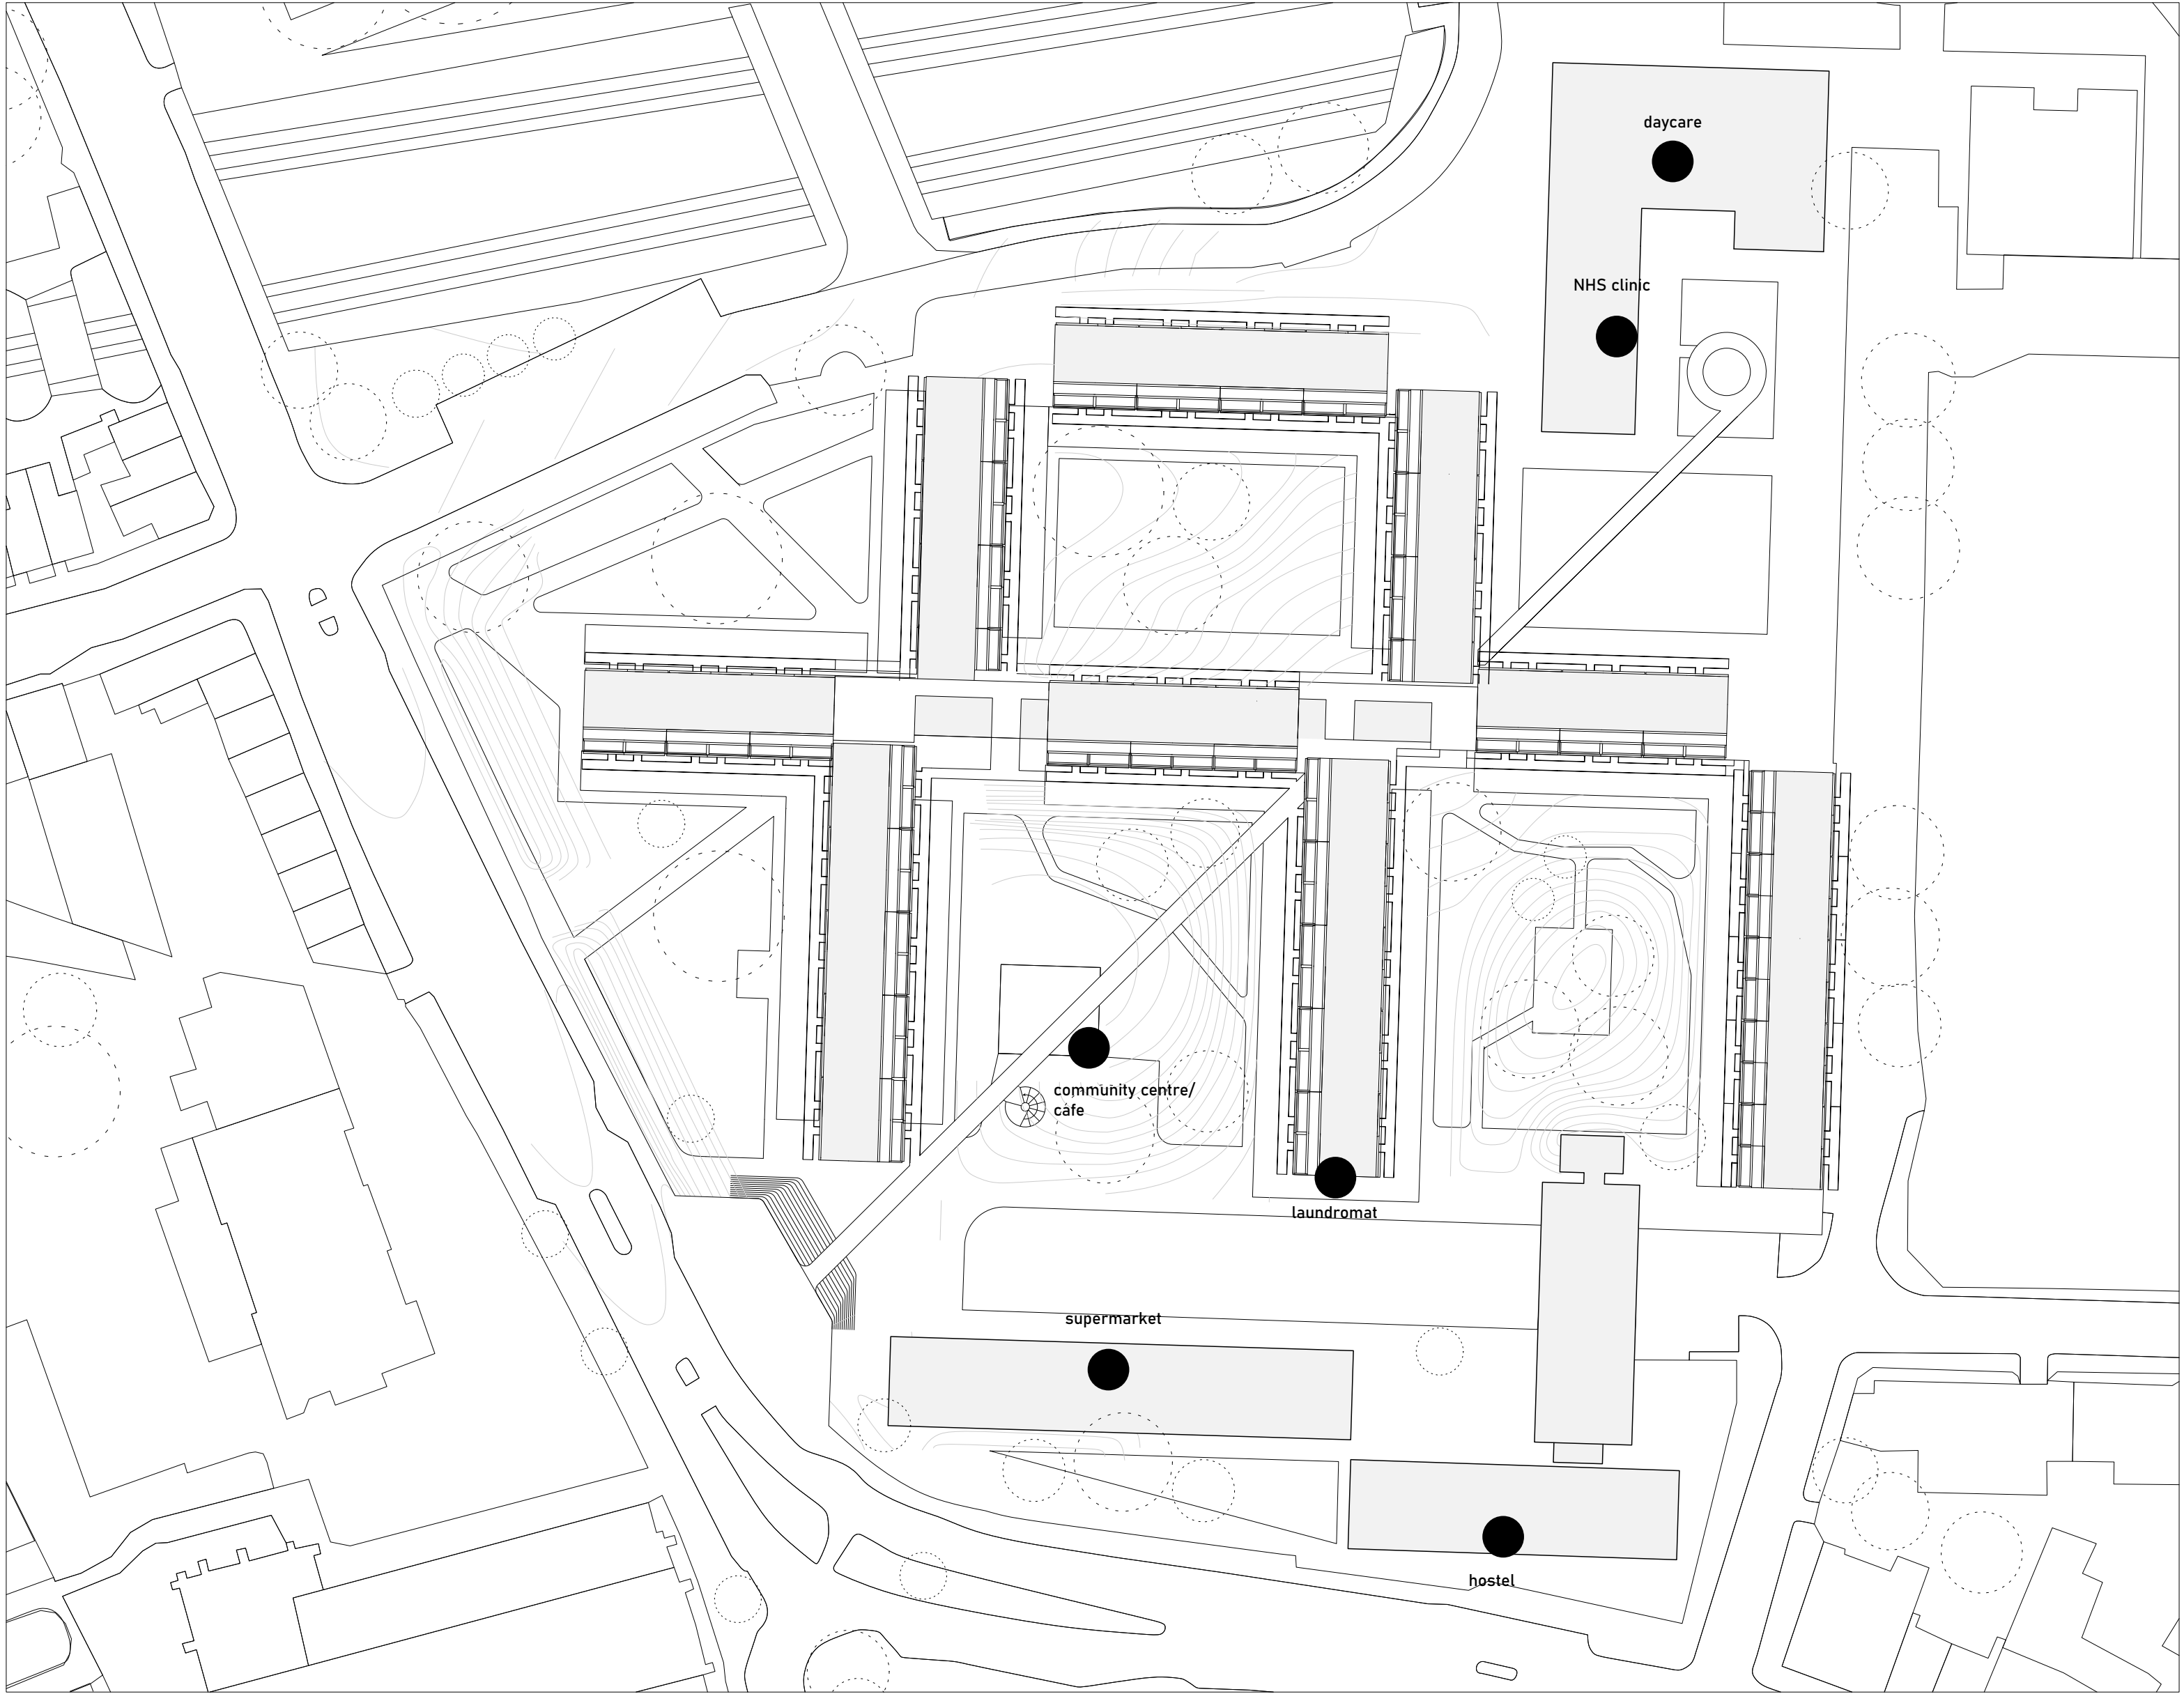 daycare
NHS clinic
community centre/
cafe
laundromat
supermarket
hostel